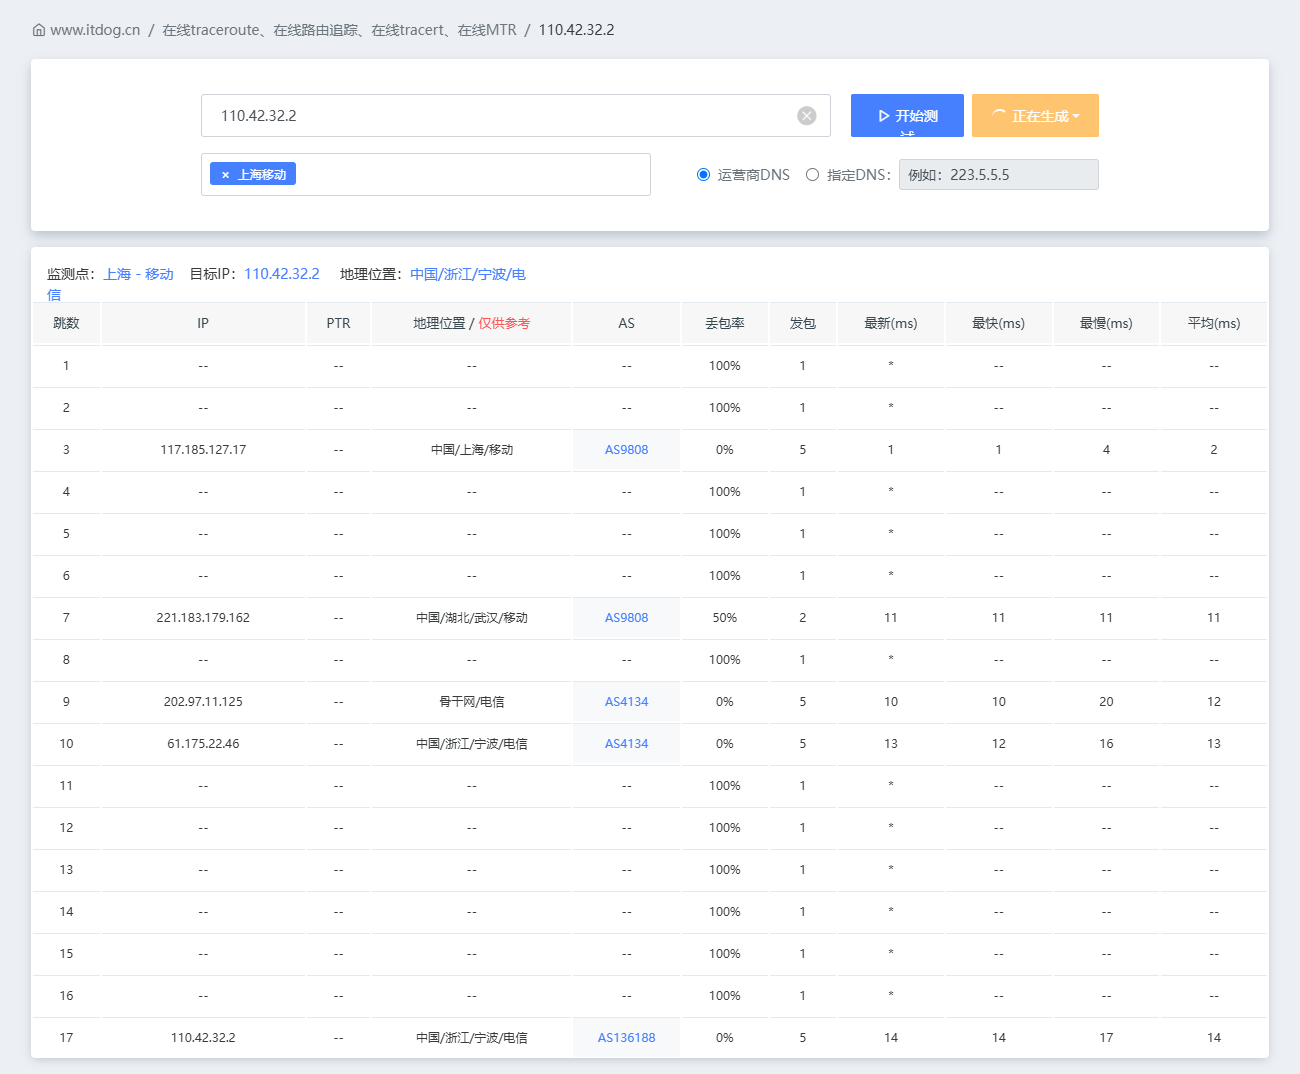 www.itdog.cn / 在线traceroute、在线路由追踪、在线tracert、在线MTR / 110.42.32.2
110.42.32.2
开始测
正在生成
× 上海移动
运营商DNS 指定DNS： 例如：223.5.5.5
监测点：上海 - 移动 目标IP：110.42.32.2 地理位置：中国/浙江/宁波/电
信
跳数 IP PTR 地理位置 / 仅供参考 AS 丢包率 发包 最新(ms) 最快(ms) 最慢(ms) 平均(ms)
1 -- -- -- -- 100% 1 * -- -- --
2 -- -- -- -- 100% 1 * -- -- --
3 117.185.127.17 -- 中国/上海/移动 AS9808 0% 5 1 1 4 2
4 -- -- -- -- 100% 1 * -- -- --
5 -- -- -- -- 100% 1 * -- -- --
6 -- -- -- -- 100% 1 * -- -- --
7 221.183.179.162 -- 中国/湖北/武汉/移动 AS9808 50% 2 11 11 11 11
8 -- -- -- -- 100% 1 * -- -- --
9 202.97.11.125 -- 骨干网/电信 AS4134 0% 5 10 10 20 12
10 61.175.22.46 -- 中国/浙江/宁波/电信 AS4134 0% 5 13 12 16 13
11 -- -- -- -- 100% 1 * -- -- --
12 -- -- -- -- 100% 1 * -- -- --
13 -- -- -- -- 100% 1 * -- -- --
14 -- -- -- -- 100% 1 * -- -- --
15 -- -- -- -- 100% 1 * -- -- --
16 -- -- -- -- 100% 1 * -- -- --
17 110.42.32.2 -- 中国/浙江/宁波/电信 AS136188 0% 5 14 14 17 14